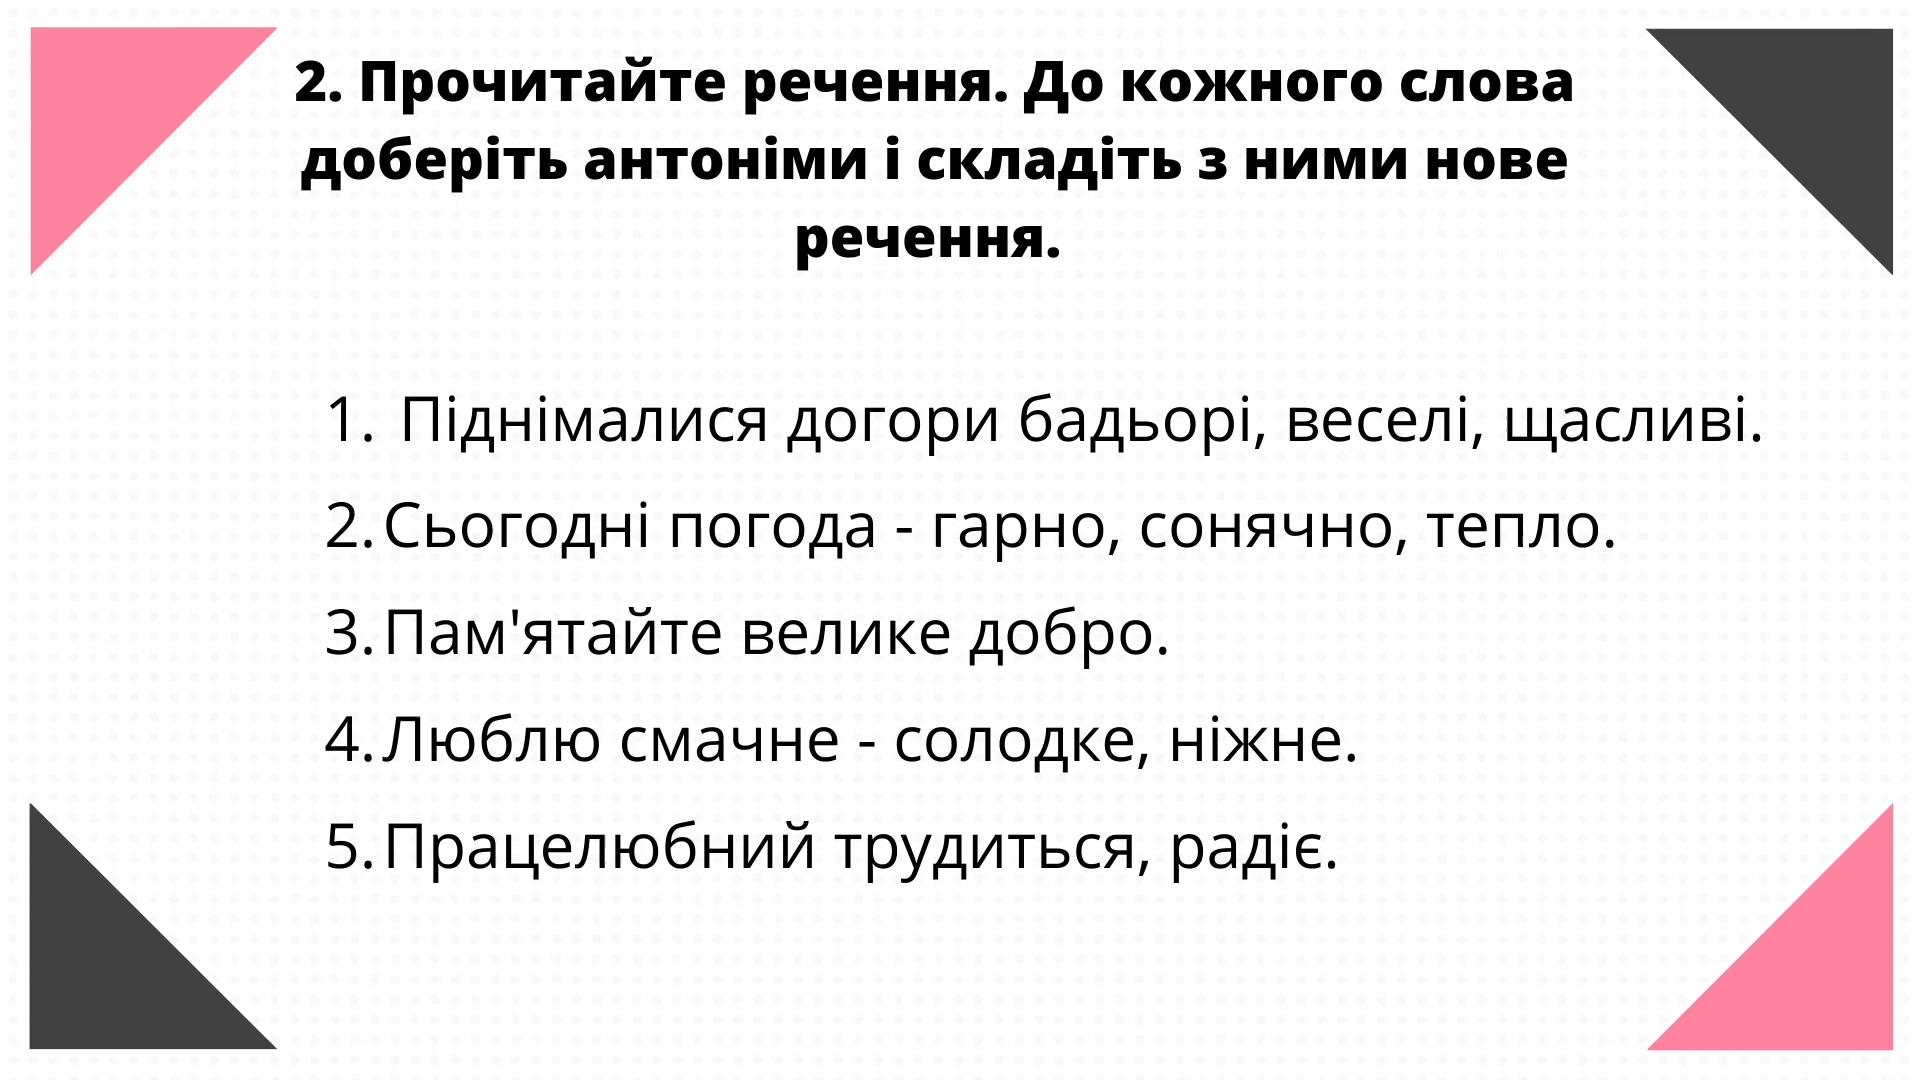 2. Прочитайте речення. До кожного слова
доберіть антоніми і складіть з ними нове
речення.
1. Піднімалися догори бадьорі, веселі, щасливі.
2. Сьогодні погода - гарно, сонячно, тепло.
3. Пам'ятайте велике добро.
4. Люблю смачне - солодке, ніжне.
5. Працелюбний трудиться, радіє.